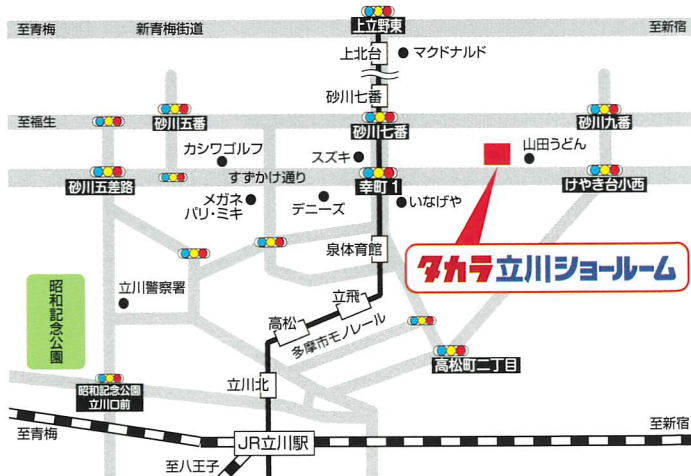 至青梅
新青梅街道
上立野東
至新宿
上北台
マクドナルド
砂川七番
至福生
砂川五番
砂川七番
砂川九番
カシワゴルフ
スズキ
山田うどん
すずかけ通り
砂川五差路
幸町1
けやき台小西
メガネ
パリ・ミキ
デニーズ
いなげや
泉体育館
タカラ立川ショールーム
昭和記念公園
立川警察署
立飛
高松
多摩市モノレール
高松町二丁目
立川北
昭和記念公園
立川口前
至青梅
JR立川駅
至新宿
至八王子